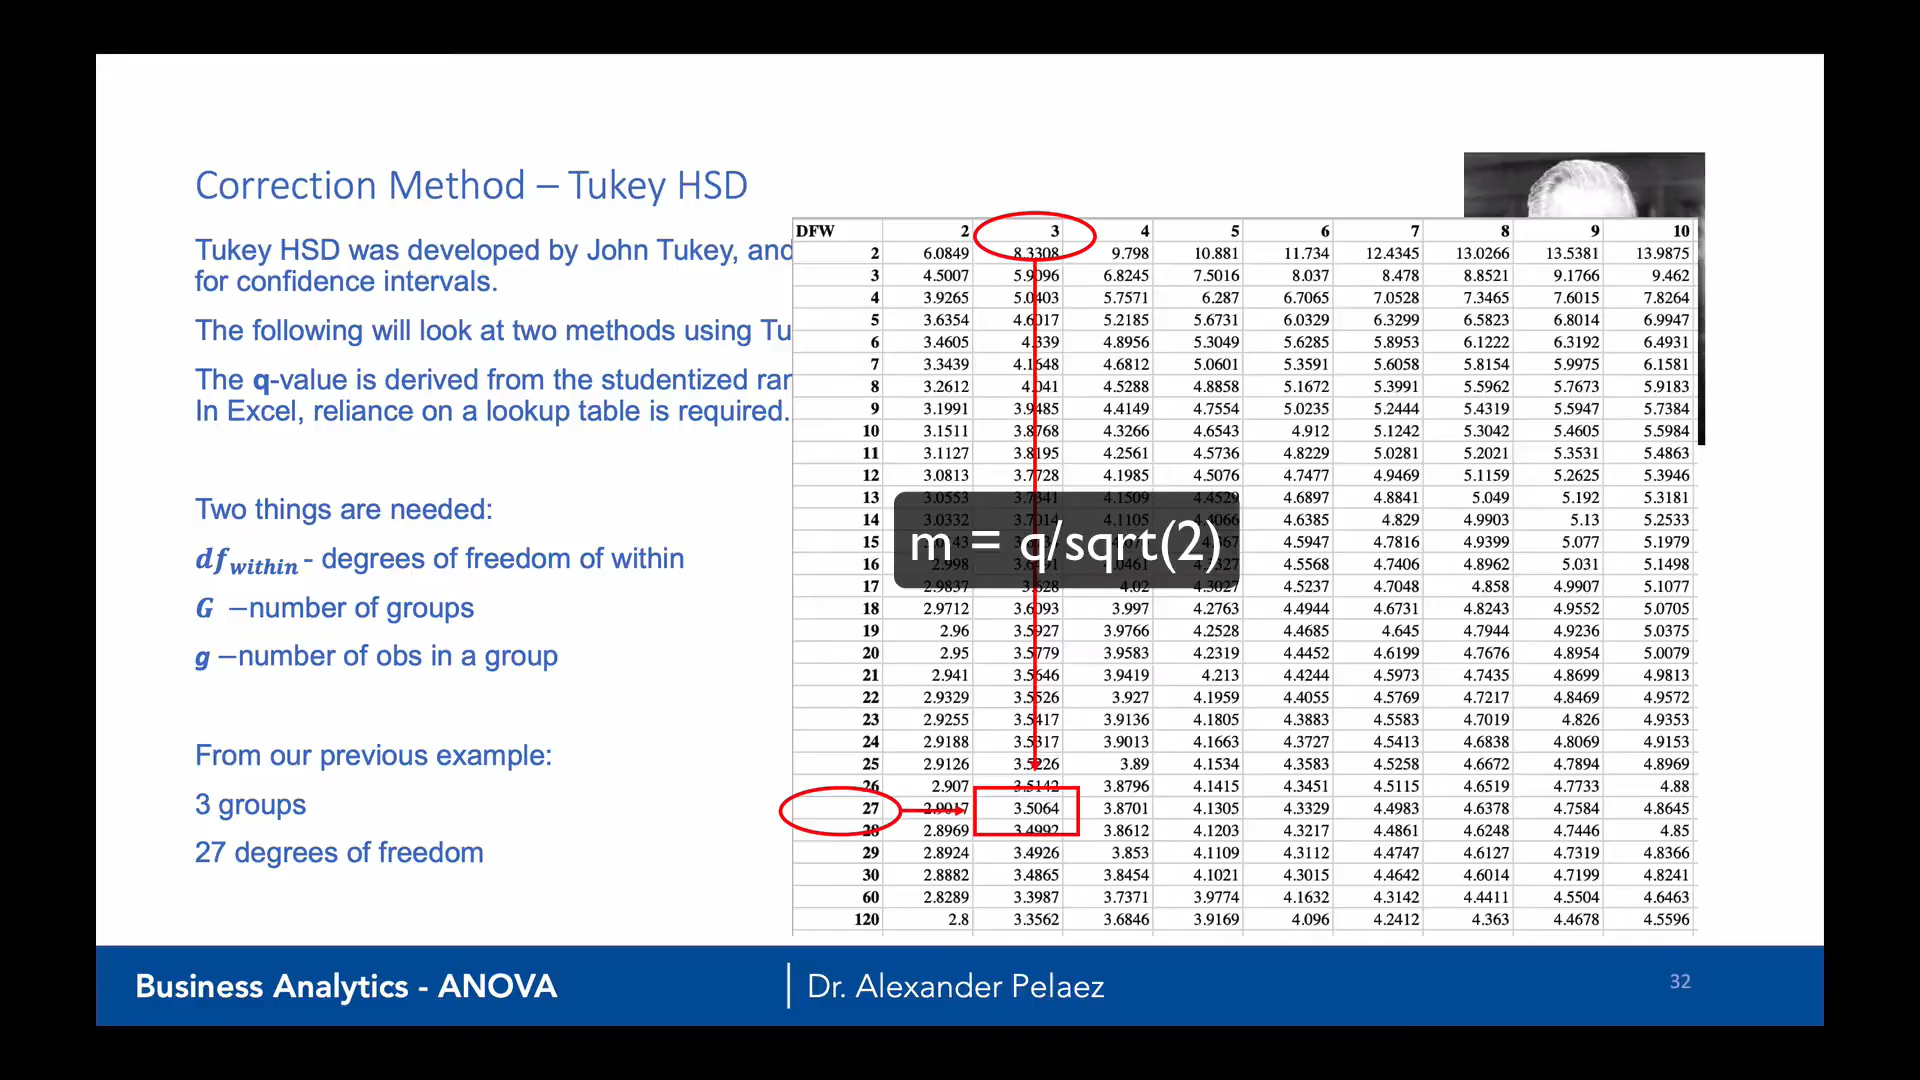 Correction Method – Tukey HSD
Tukey HSD was developed by John Tukey, and
for confidence intervals.
The following will look at two methods using Tu
The q-value is derived from the studentized ran
In Excel, reliance on a lookup table is required.
Two things are needed:
df within - degrees of freedom of within
G –number of groups
g –number of obs in a group
From our previous example:
3 groups
27 degrees of freedom
DFW 2 3 4 5 6 7 8 9 10
2 6.0849 8.3308 9.798 10.881 11.734 12.4345 13.0266 13.5381 13.9875
3 4.5007 5.9096 6.8245 7.5016 8.037 8.478 8.8521 9.1766 9.462
4 3.9265 5.0403 5.7571 6.287 6.7065 7.0528 7.3465 7.6015 7.8264
5 3.6354 4.6017 5.2185 5.6731 6.0329 6.3299 6.5823 6.8014 6.9947
6 3.4605 4.339 4.8956 5.3049 5.6285 5.8953 6.1222 6.3192 6.4931
7 3.3439 4.1648 4.6812 5.0601 5.3591 5.6058 5.8154 5.9975 6.1581
8 3.2612 4.041 4.5288 4.8858 5.1672 5.3991 5.5962 5.7673 5.9183
9 3.1991 3.9485 4.4149 4.7554 5.0235 5.2444 5.4319 5.5947 5.7384
10 3.1511 3.8768 4.3266 4.6543 4.912 5.1242 5.3042 5.4605 5.5984
11 3.1127 3.8195 4.2561 4.5736 4.8229 5.0281 5.2021 5.3531 5.4863
12 3.0813 3.7728 4.1985 4.5076 4.7477 4.9469 5.1159 5.2625 5.3946
13 3.0553 3.7341 4.1509 4.4529 4.6897 4.8841 5.049 5.192 5.3181
14 3.0332 3.7014 4.1105 4.6385 4.829 4.9903 5.13 5.2533
15 4.5947 4.7816 4.9399 5.077 5.1979
16 2.998 4.5568 4.7406 4.8962 5.031 5.1498
17 2.9837 3.628 4.02 4.3027 4.5237 4.7048 4.858 4.9907 5.1077
18 2.9712 3.6093 3.997 4.2763 4.4944 4.6731 4.8243 4.9552 5.0705
19 2.96 3.5927 3.9766 4.2528 4.4685 4.645 4.7944 4.9236 5.0375
20 2.95 3.5779 3.9583 4.2319 4.4452 4.6199 4.7676 4.8954 5.0079
21 2.941 3.5646 3.9419 4.213 4.4244 4.5973 4.7435 4.8699 4.9813
22 2.9329 3.5526 3.927 4.1959 4.4055 4.5769 4.7217 4.8469 4.9572
23 2.9255 3.5417 3.9136 4.1805 4.3883 4.5583 4.7019 4.826 4.9353
24 2.9188 3.5317 3.9013 4.1663 4.3727 4.5413 4.6838 4.8069 4.9153
25 2.9126 3.5226 3.89 4.1534 4.3583 4.5258 4.6672 4.7894 4.8969
26 2.907 3.5142 3.8796 4.1415 4.3451 4.5115 4.6519 4.7733 4.88
27 2.9017 3.5064 3.8701 4.1305 4.3329 4.4983 4.6378 4.7584 4.8645
28 2.8969 3.4992 3.8612 4.1203 4.3217 4.4861 4.6248 4.7446 4.85
29 2.8924 3.4926 3.853 4.1109 4.3112 4.4747 4.6127 4.7319 4.8366
30 2.8882 3.4865 3.8454 4.1021 4.3015 4.4642 4.6014 4.7199 4.8241
60 2.8289 3.3987 3.7371 3.9774 4.1632 4.3142 4.4411 4.5504 4.6463
120 2.8 3.3562 3.6846 3.9169 4.096 4.2412 4.363 4.4678 4.5596
m = q/sqrt(2)
Business Analytics - ANOVA
Dr. Alexander Pelaez
32